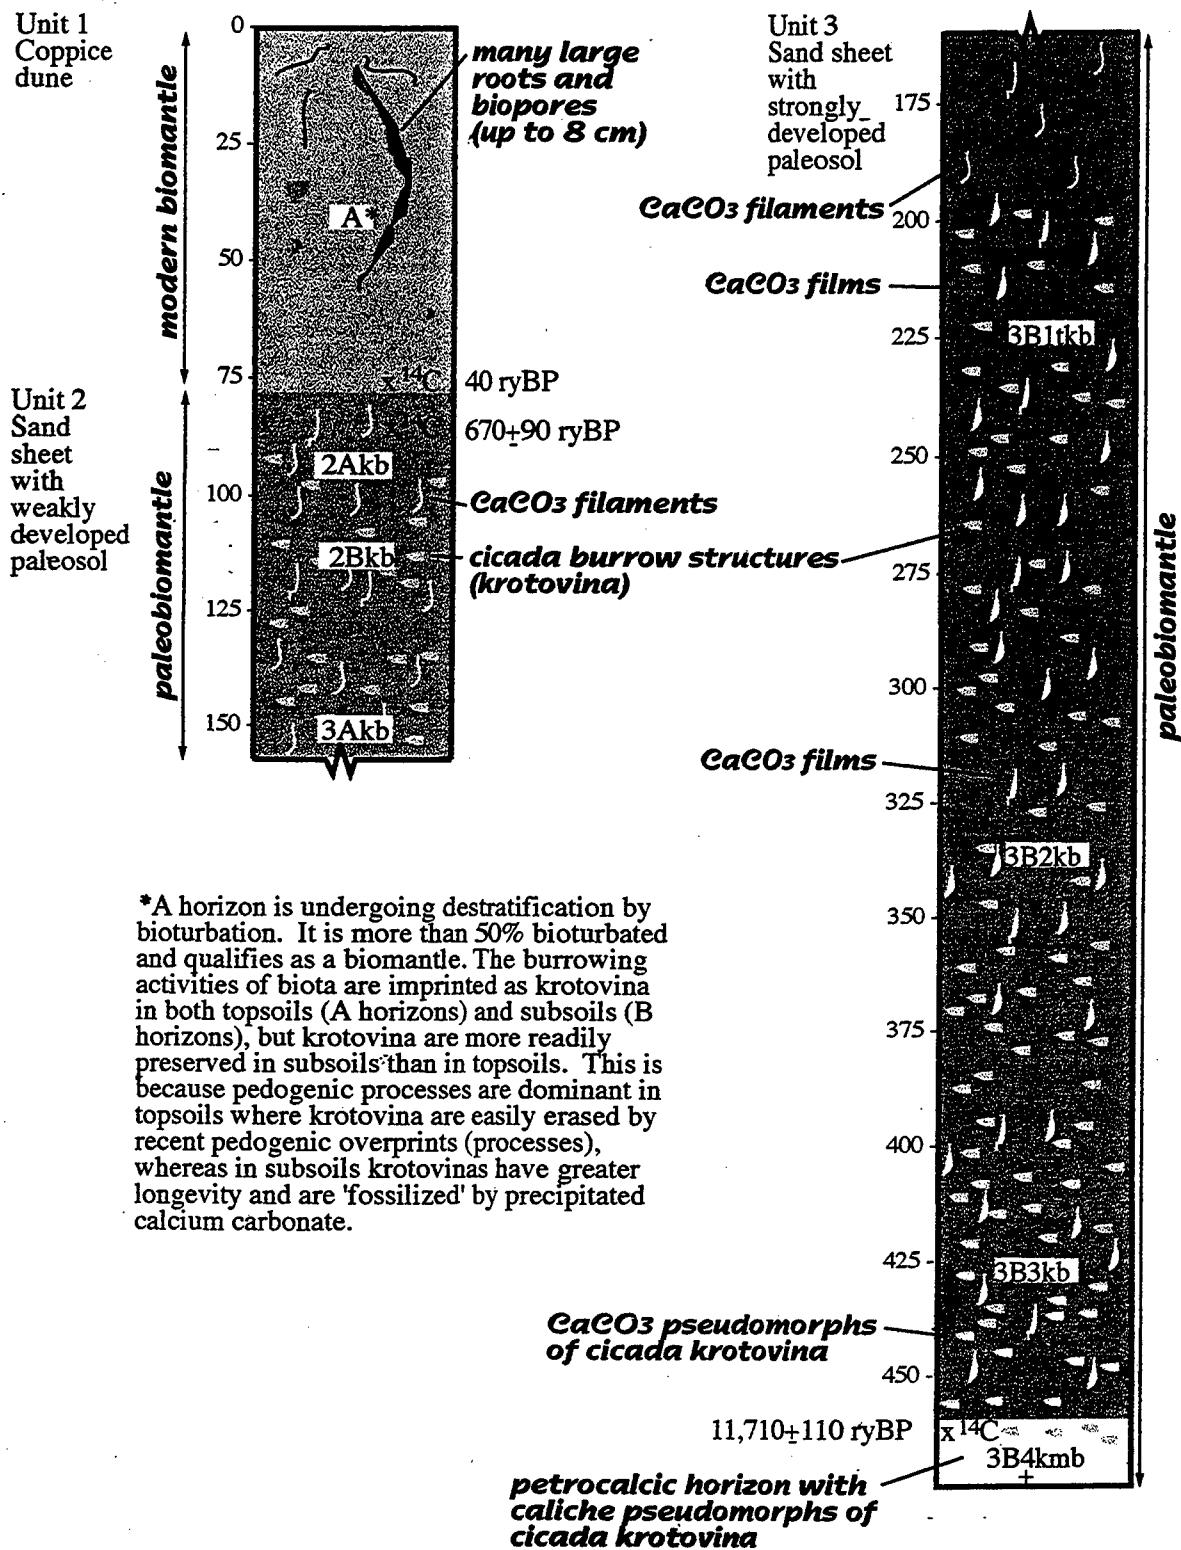 Unit 1
Coppice
dune
modern biomantle
0
25
50
75
many large
roots and
biopores
(up to 8 cm)
A*
x 14C
40 ryBP
Unit 2
Sand
sheet
with
weakly
developed
paleosol
paleobiomantle
670±90 ryBP
2Akb
100
CaCO3 filaments
2Bkb
cicada burrow structures
(krotovina)
125
150
3Akb
*A horizon is undergoing destratification by
bioturbation. It is more than 50% bioturbated
and qualifies as a biomantle. The burrowing
activities of biota are imprinted as krotovina
in both topsoils (A horizons) and subsoils (B
horizons), but krotovina are more readily
preserved in subsoils than in topsoils. This is
because pedogenic processes are dominant in
topsoils where krotovina are easily erased by
recent pedogenic overprints (processes),
whereas in subsoils krotovinas have greater
longevity and are 'fossilized' by precipitated
calcium carbonate.
Unit 3
Sand sheet
with
strongly
developed
paleosol
175
CaCO3 filaments
200
CaCO3 films
225
3B1tkb
250
275
300
paleobiomantle
CaCO3 films
325
3B2kb
350
375
400
425
3B3kb
CaCO3 pseudomorphs
of cicada krotovina
450
11,710±110 ryBP
x 14C
3B4kmb
+
petrocalcic horizon with
caliche pseudomorphs of
cicada krotovina